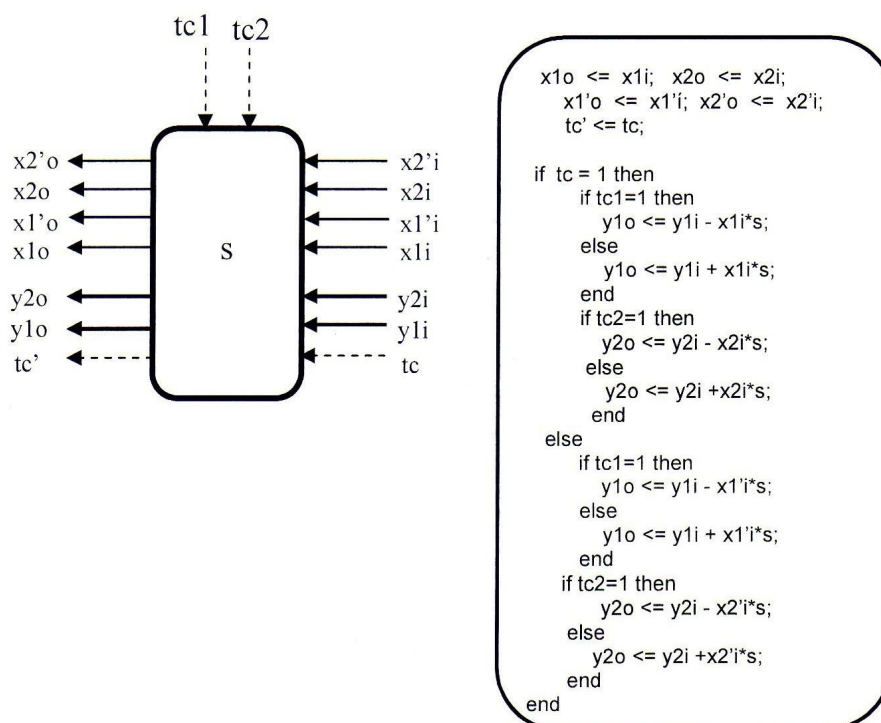 tc1 tc2
x2'o
x2o
x1'o
x1o
y2o
y1o
tc'
s
x2'i
x2i
x1'i
x1i
y2i
y1i
tc
x1o <= x1i; x2o <= x2i;
x1'o <= x1'í; x2'o <= x2'i;
tc' <= tc;
if tc = 1 then
if tc1=1 then
y1o <= y1i - x1i*s;
else
y1o <= y1i + x1i*s;
end
if tc2=1 then
y2o <= y2i - x2i*s;
else
y2o <= y2i +x2i*s;
end
else
if tc1=1 then
y1o <= y1i - x1'i*s;
else
y1o <= y1i + x1'i*s;
end
if tc2=1 then
y2o <= y2i - x2'i*s;
else
y2o <= y2i +x2'i*s;
end
end